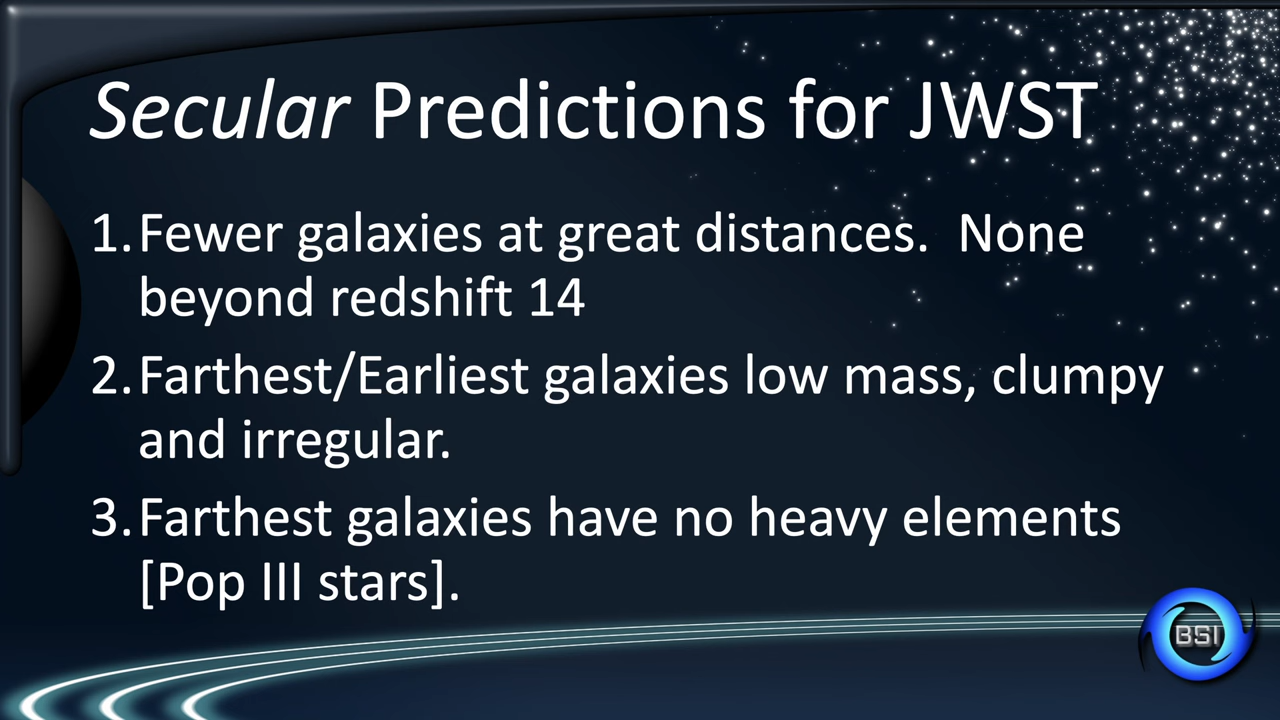 Secular Predictions for JWST
1. Fewer galaxies at great distances.  None
beyond redshift 14
2. Farthest/Earliest galaxies low mass, clumpy
and irregular.
3. Farthest galaxies have no heavy elements
[Pop III stars].
BSI